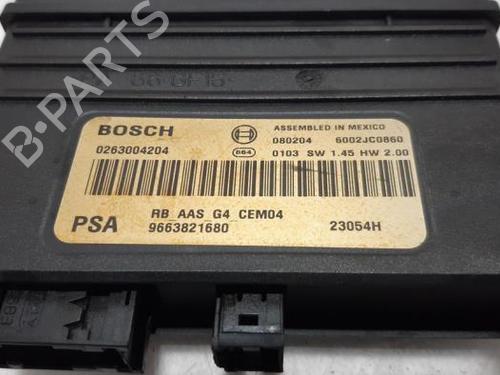 BOSCH
ASSEMBLED IN MEXICO
0263004204
864
080204 6002JC0860
0103 SW 1.45 HW 2.00
PSA
RB_AAS_G4_CEM04
9663821680
23054H
B-PARTS